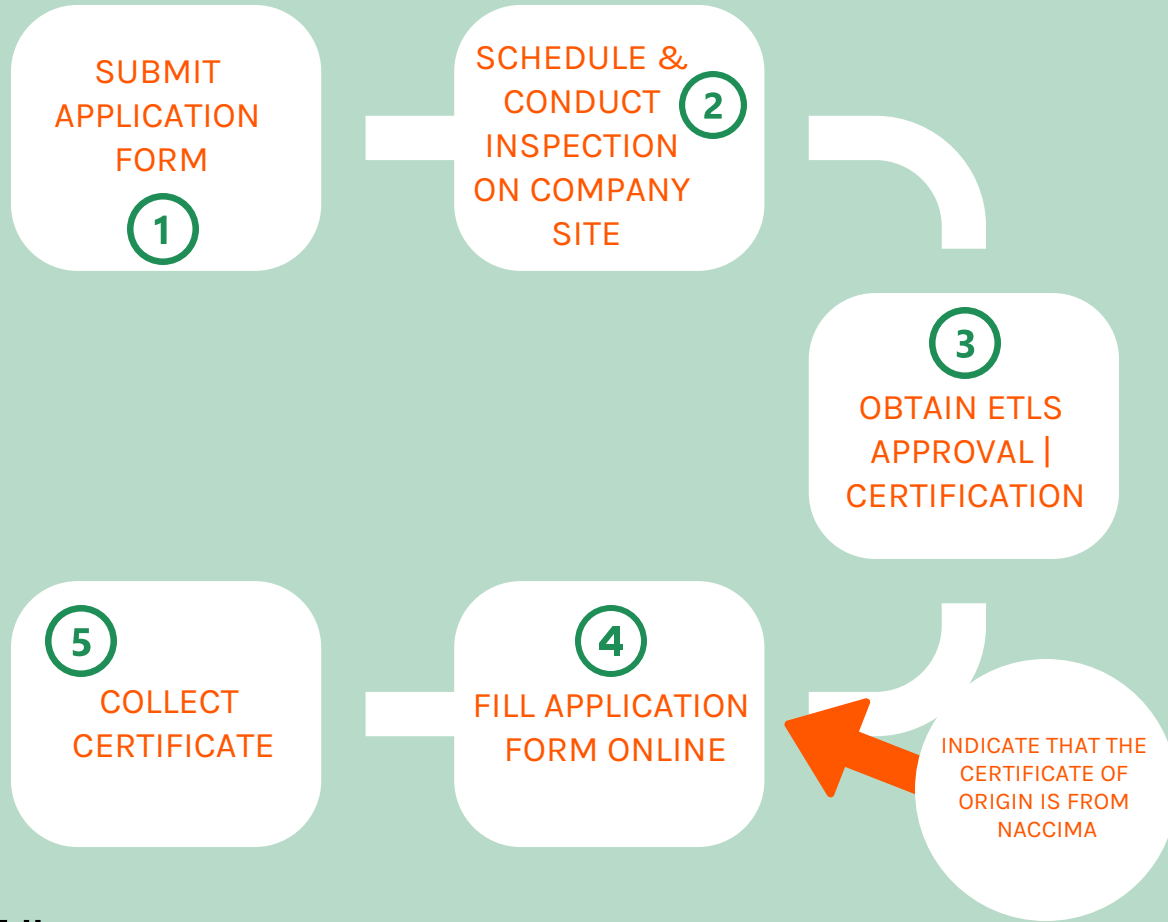 SUBMIT
APPLICATION
FORM
1
SCHEDULE &
CONDUCT
INSPECTION
ON COMPANY
SITE
2
3
OBTAIN ETLS
APPROVAL |
CERTIFICATION
4
FILL APPLICATION
FORM ONLINE
INDICATE THAT THE
CERTIFICATE OF
ORIGIN IS FROM
NACCIMA
5
COLLECT
CERTIFICATE